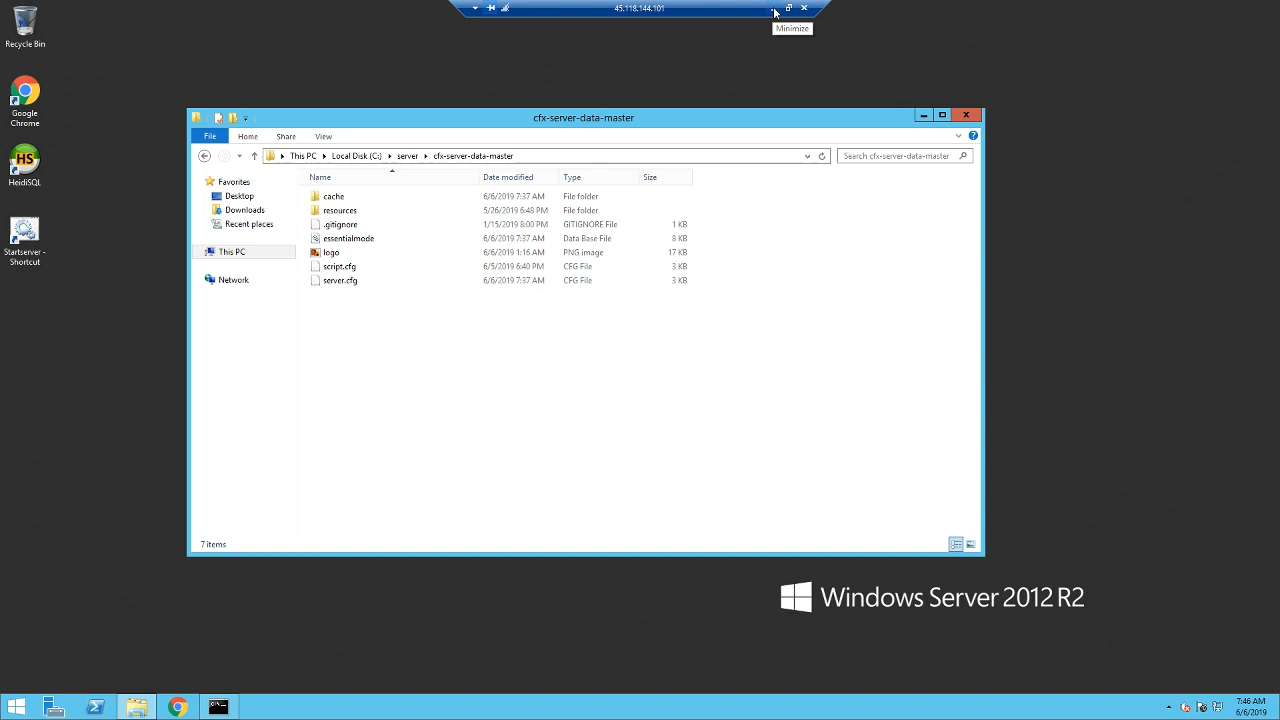 45.118.144.101
Minimize
Recycle Bin
Google Chrome
HeidiSQL
Startserver - Shortcut
cfx-server-data-master
File Home Share View
This PC Local Disk (C:) server cfx-server-data-master
Search cfx-server-data-master
Name Date modified Type Size
Favorites
Desktop
Downloads
Recent places
This PC
Network
cache 6/6/2019 7:37 AM File folder
resources 5/26/2019 6:48 PM File folder
.gitignore 1/15/2019 8:00 PM GITIGNORE File 1 KB
essentialmode 6/6/2019 7:37 AM Data Base File 8 KB
logo 6/6/2019 1:16 AM PNG image 17 KB
script.cfg 6/5/2019 6:40 PM CFG File 3 KB
server.cfg 6/6/2019 7:37 AM CFG File 3 KB
7 items
Windows Server 2012 R2
7:46 AM
6/6/2019